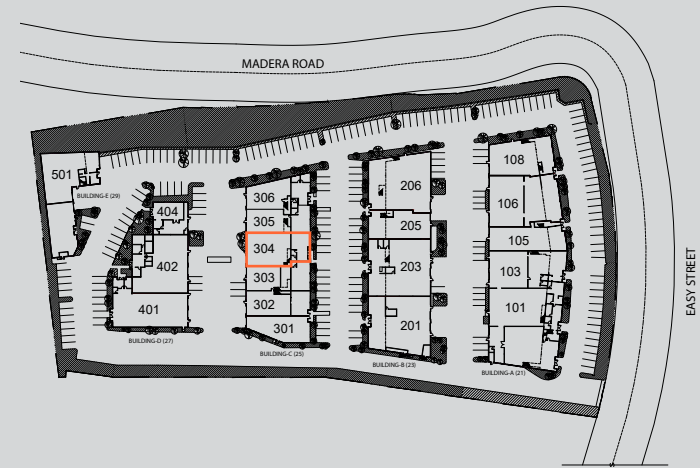 MADERA ROAD
EASY STREET
501
BUILDING-E (29)
404
402
401
BUILDING-D (27)
306
305
304
303
302
301
BUILDING-C (25)
206
205
203
201
BUILDING-B (23)
108
106
105
103
101
BUILDING-A (21)